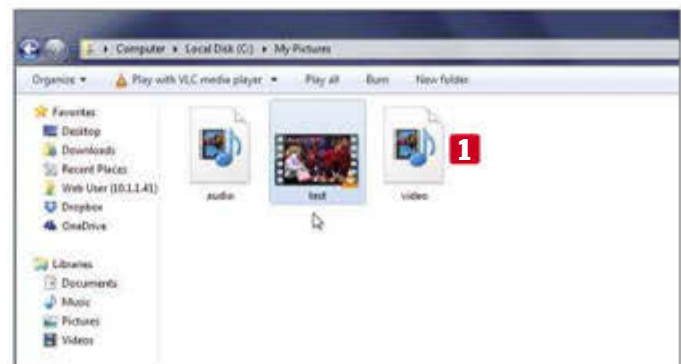 Computer ▸ Local Disk (C:) ▸ My Pictures
Organize ▾ Play with VLC media player ▾ Play all Burn New folder
Favorites
Desktop
Downloads
Recent Places
Web User (10.1.1.41)
Dropbox
OneDrive
audio test video
1
Libraries
Documents
Music
Pictures
Videos